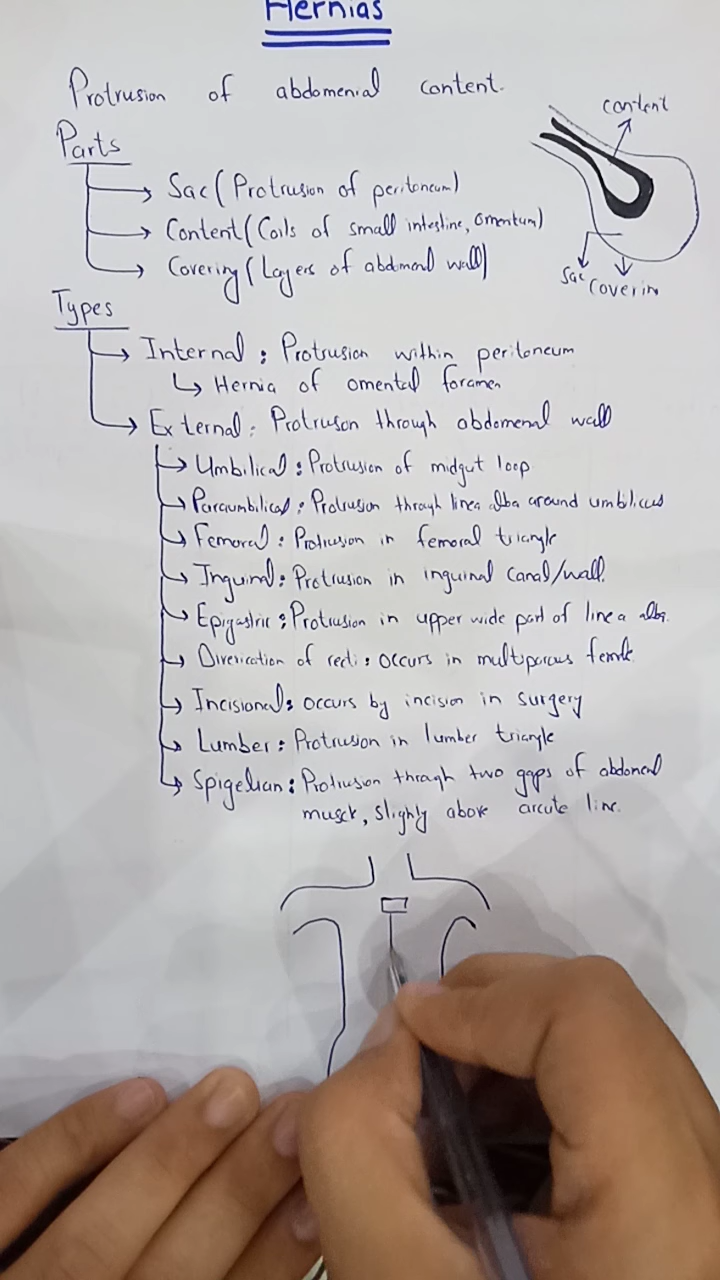 Hernias
Protrusion of abdomenial content.
content
Parts
Sac (Protrusion of peritoneum)
Content (Coils of small intestine, omentum)
Covering (Layers of abdmenal wall)
Sac
Coverin
Types
Internal : Protrusion within peritoneum
Hernia of omental foramen
External : Protruson through abdomenal wall
Umbilical : Protrusion of midgut loop
Paraumbilical : Protrusion through linea alba around umbilicus
Femoral : Protrusion in femoral triangle
Inguinal : Protrusion in inguinal canal/wall.
Epigastric : Protrusion in upper wide part of linea alba.
Diverication of recti : occurs in multiparous female
Incisional : occurs by incision in surgery
Lumber : Protrusion in lumber triangle
Spigelian : Protrusion through two gaps of abdomenal
muscle, slighly above arcute line.